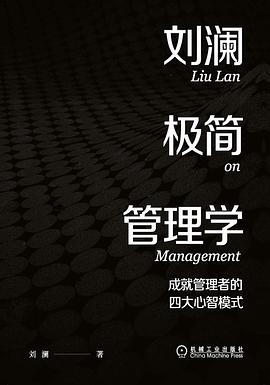 刘澜
Liu Lan
极简
on
管理学
Management
成就管理者的
四大心智模式
刘 澜 —— 著
机械工业出版社
China Machine Press